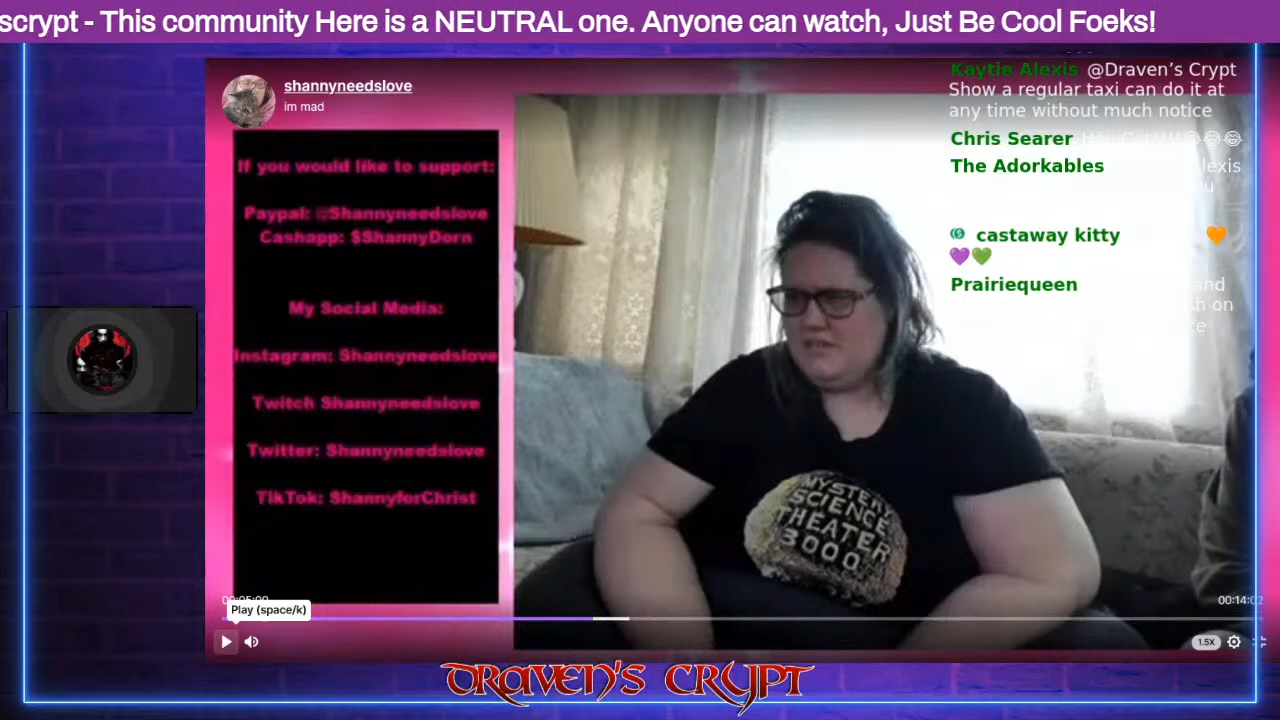 scrypt - This community Here is a NEUTRAL one. Anyone can watch, Just Be Cool Foeks!
shannyneedslove
im mad
If you would like to support:
Paypal: @Shannyneedslove
Cashapp: $ShannyDorn
My Social Media:
Instagram: Shannyneedslove
Twitch Shannyneedslove
Twitter: Shannyneedslove
TikTok: ShannyforChrist
Kaytie Alexis @Draven's Crypt
Show a regular taxi can do it at
any time without much notice
Chris Searer
The Adorkables
castaway kitty
Prairiequeen
MYSTERY
SCIENCE
THEATER
3000
00:05:00
00:14:02
Play (space/k)
1.5X
DRAVEN'S CRYPT